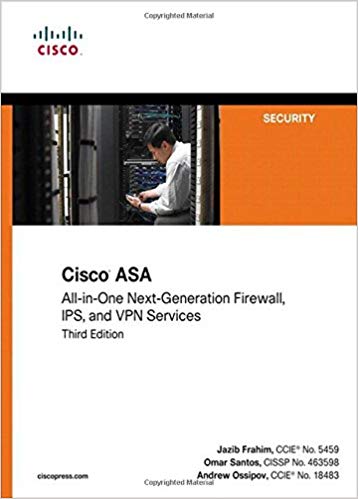 Copyrighted Material
CISCO.
SECURITY
Cisco® ASA
All-in-One Next-Generation Firewall,
IPS, and VPN Services
Third Edition
Jazib Frahim, CCIE® No. 5459
Omar Santos, CISSP No. 463598
Andrew Ossipov, CCIE® No. 18483
ciscopress.com
Copyrighted Material